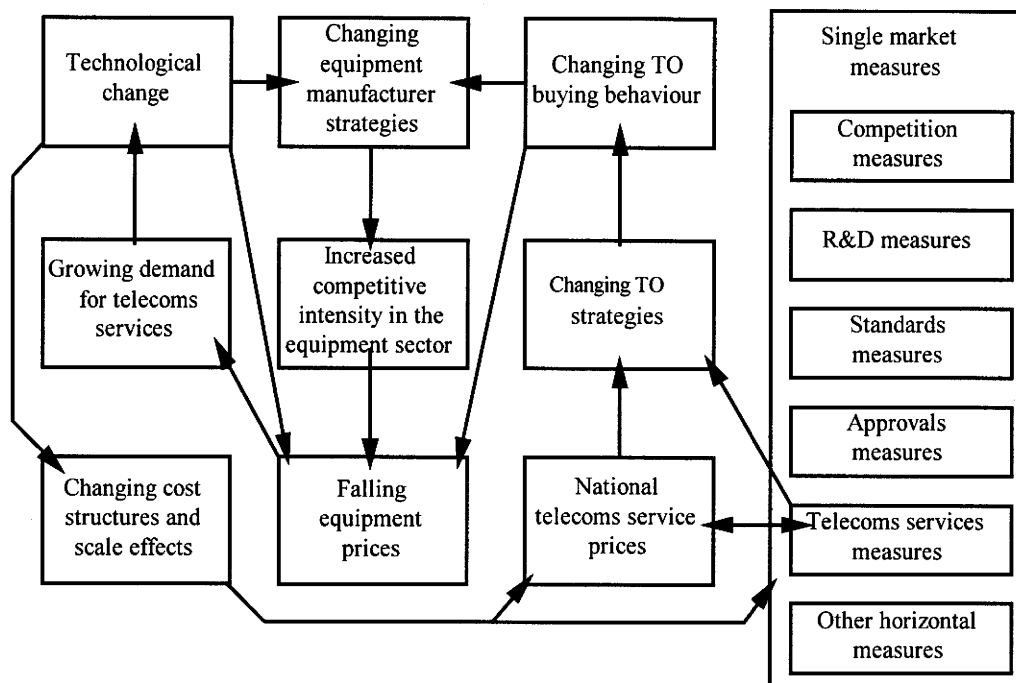 Technological
change
Changing
equipment
manufacturer
strategies
Changing TO
buying behaviour
Single market
measures
Competition
measures
Growing demand
for telecoms
services
Increased
competitive
intensity in the
equipment sector
Changing TO
strategies
R&D measures
Standards
measures
Approvals
measures
Changing cost
structures and
scale effects
Falling
equipment
prices
National
telecoms service
prices
Telecoms services
measures
Other horizontal
measures